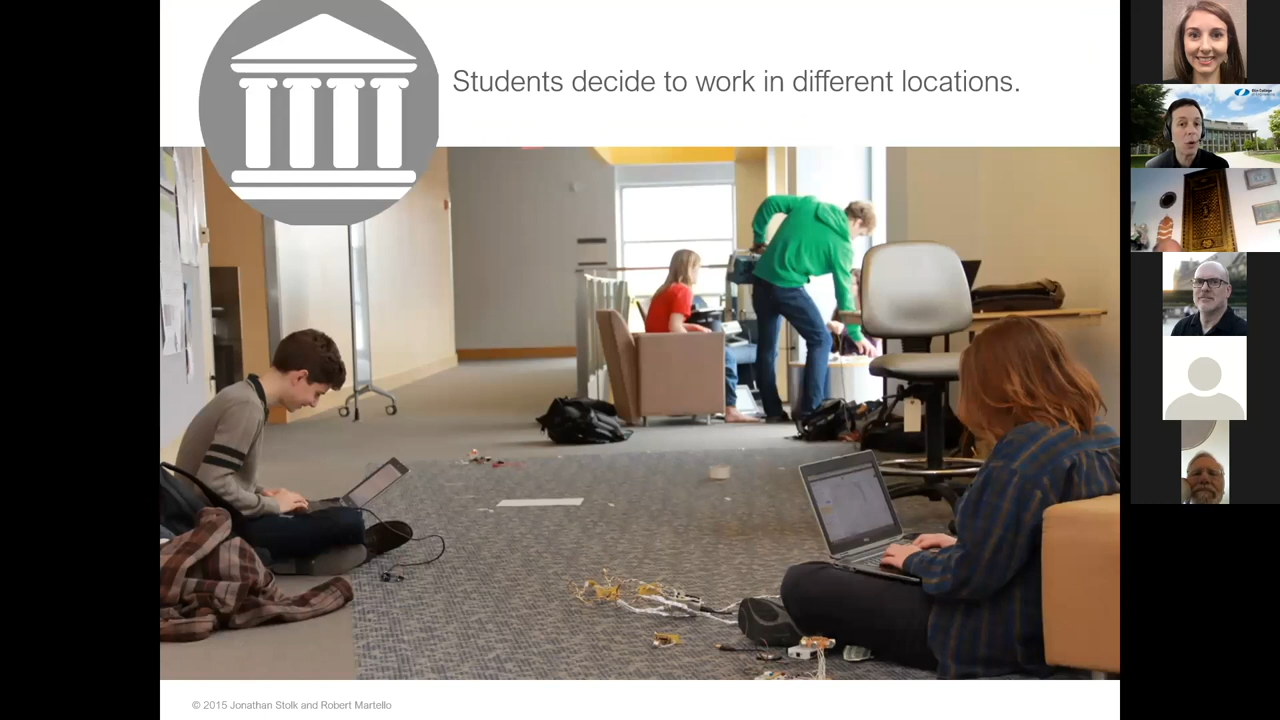 Students decide to work in different locations.
© 2015 Jonathan Stolk and Robert Martello